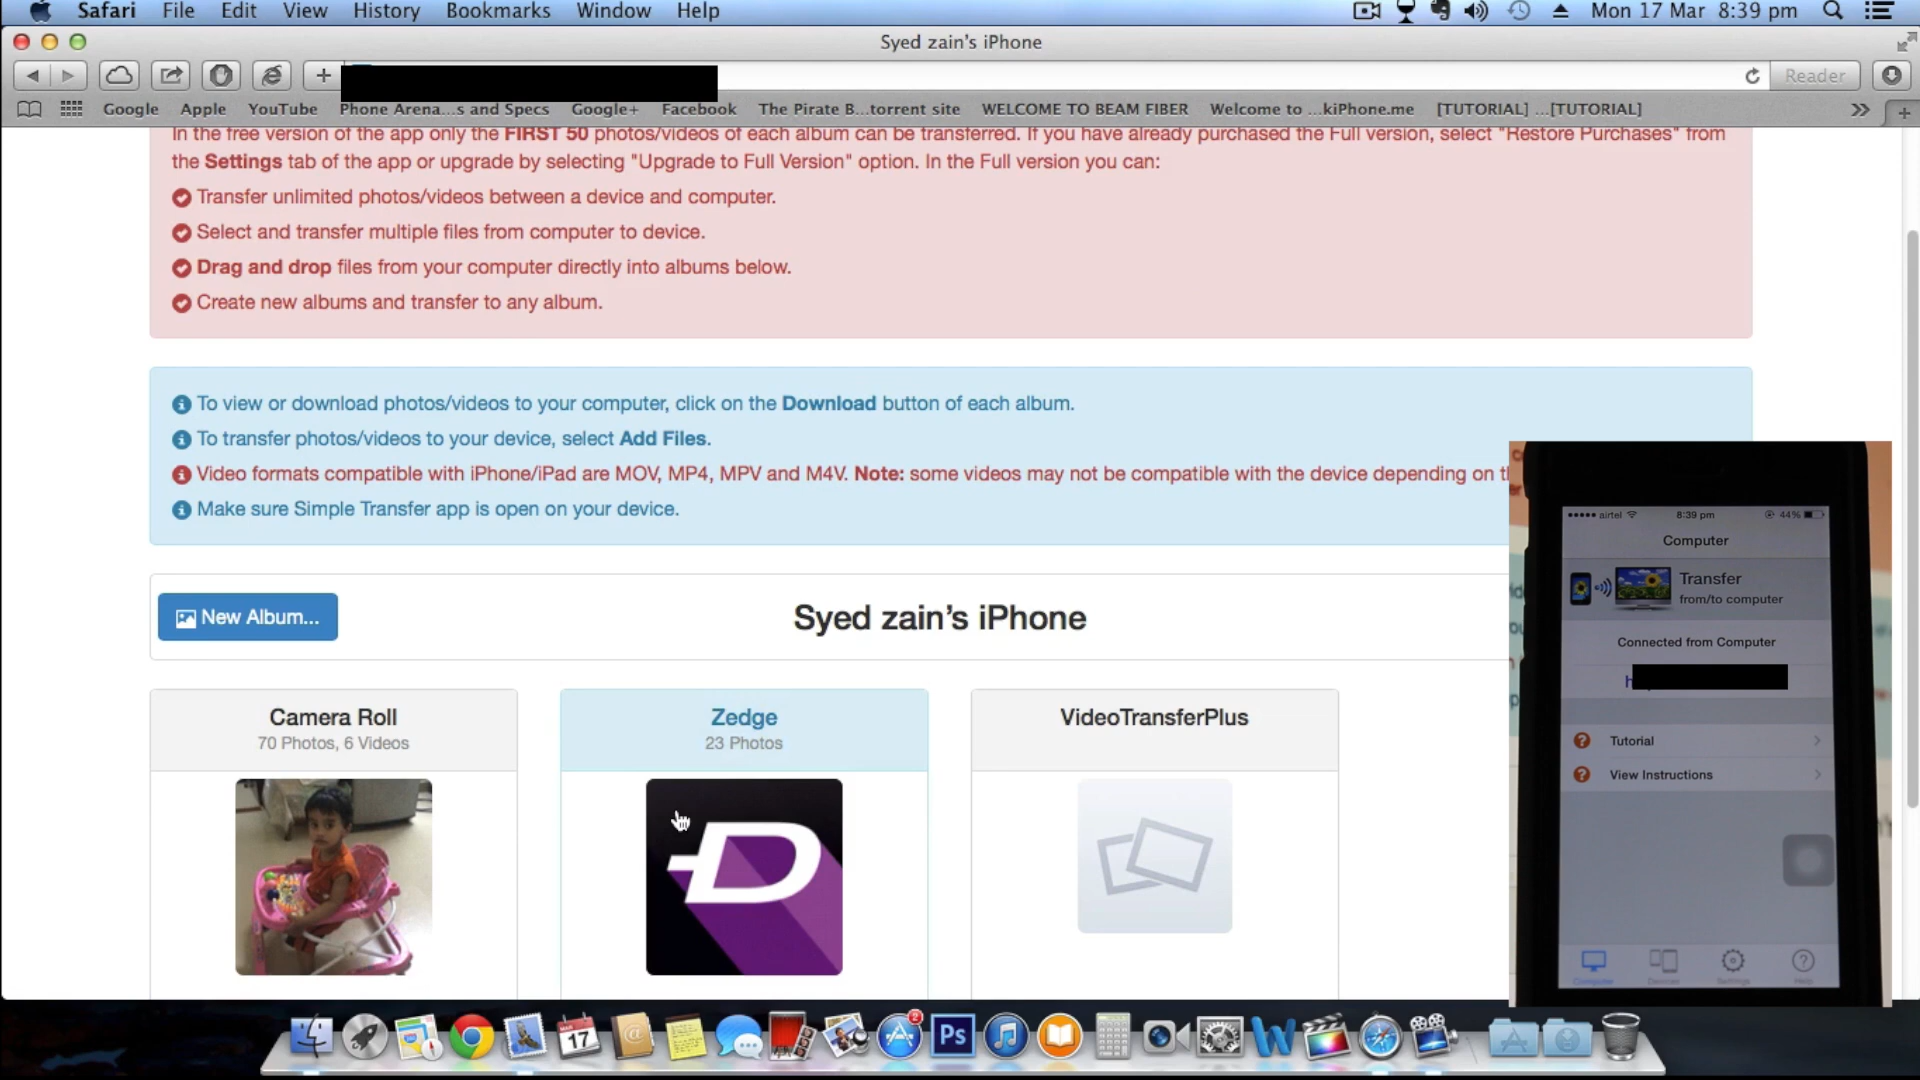 Safari File Edit View History Bookmarks Window Help Mon 17 Mar 8:39 pm
Syed zain's iPhone
Reader
Google Apple YouTube Phone Arena...s and Specs Google+ Facebook The Pirate B...torrent site WELCOME TO BEAM FIBER Welcome to ...kiPhone.me [TUTORIAL] ...[TUTORIAL]
In the free version of the app only the FIRST 50 photos/videos of each album can be transferred. If you have already purchased the Full version, select "Restore Purchases" from
the Settings tab of the app or upgrade by selecting "Upgrade to Full Version" option. In the Full version you can:
Transfer unlimited photos/videos between a device and computer.
Select and transfer multiple files from computer to device.
Drag and drop files from your computer directly into albums below.
Create new albums and transfer to any album.
To view or download photos/videos to your computer, click on the Download button of each album.
To transfer photos/videos to your device, select Add Files.
Video formats compatible with iPhone/iPad are MOV, MP4, MPV and M4V. Note: some videos may not be compatible with the device depending on
Make sure Simple Transfer app is open on your device.
New Album...
Syed zain's iPhone
Camera Roll
70 Photos, 6 Videos
Zedge
23 Photos
VideoTransferPlus
airtel 8:39 pm 44%
Computer
Transfer
from/to computer
Connected from Computer
Tutorial
View Instructions
Computer Devices Settings Help
MAR
17
2
Ps